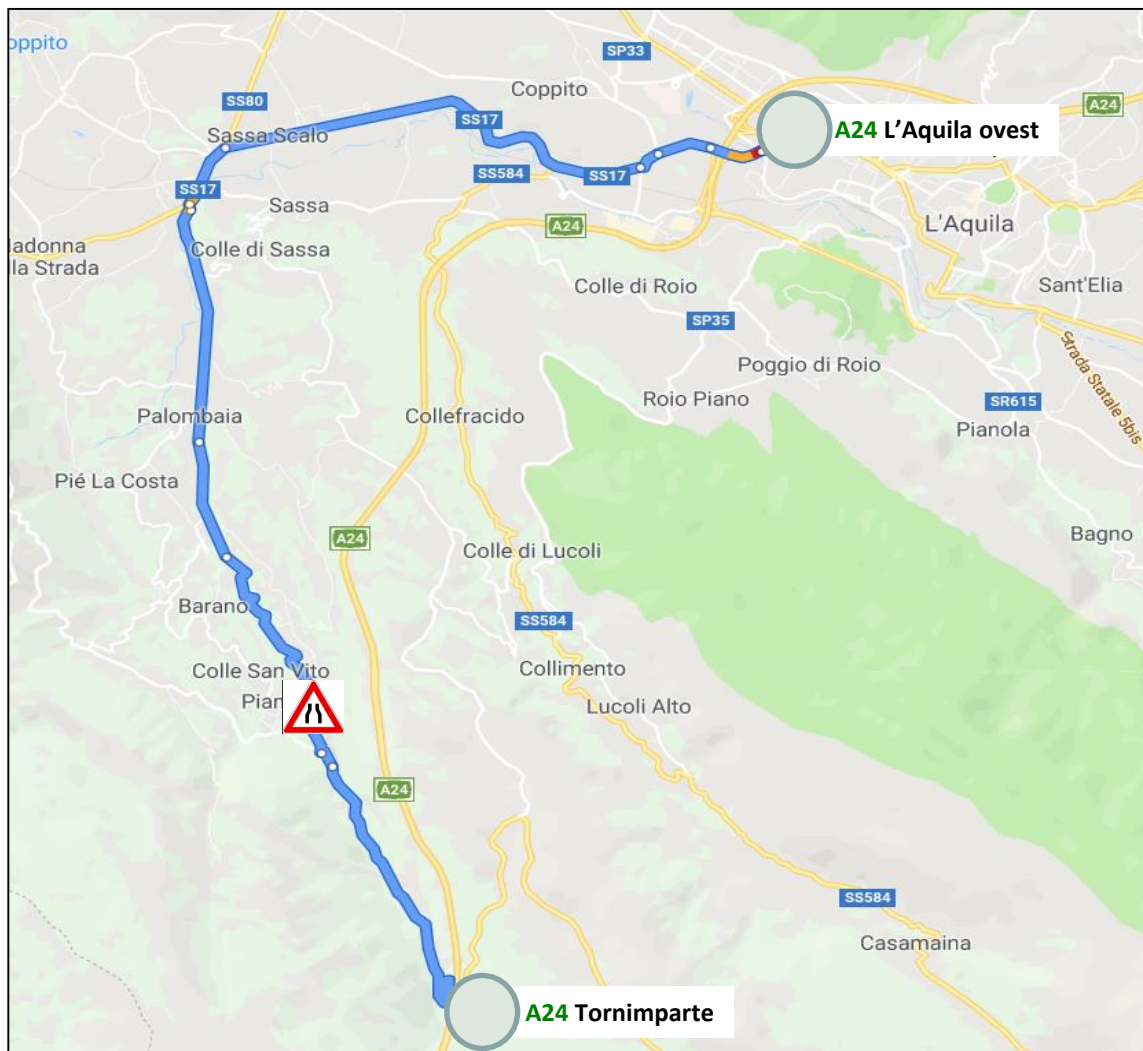 oppito
SP33
Coppito
SS80
A24
SS17
A24 L'Aquila ovest
Sassa Scalo
SS584
SS17
SS17
Sassa
A24
L'Aquila
Madonna
lla Strada
Colle di Sassa
Colle di Roio
Sant'Elia
SP35
Poggio di Roio
Roio Piano
SR615
Strada Statale 5bis
Palombaia
Collefracido
Pianola
Pié La Costa
A24
Bagno
Colle di Lucoli
Barano
SS584
Colle San Vito
Collimento
Pian
Lucoli Alto
A24
SS584
Casamaina
A24 Tornimparte